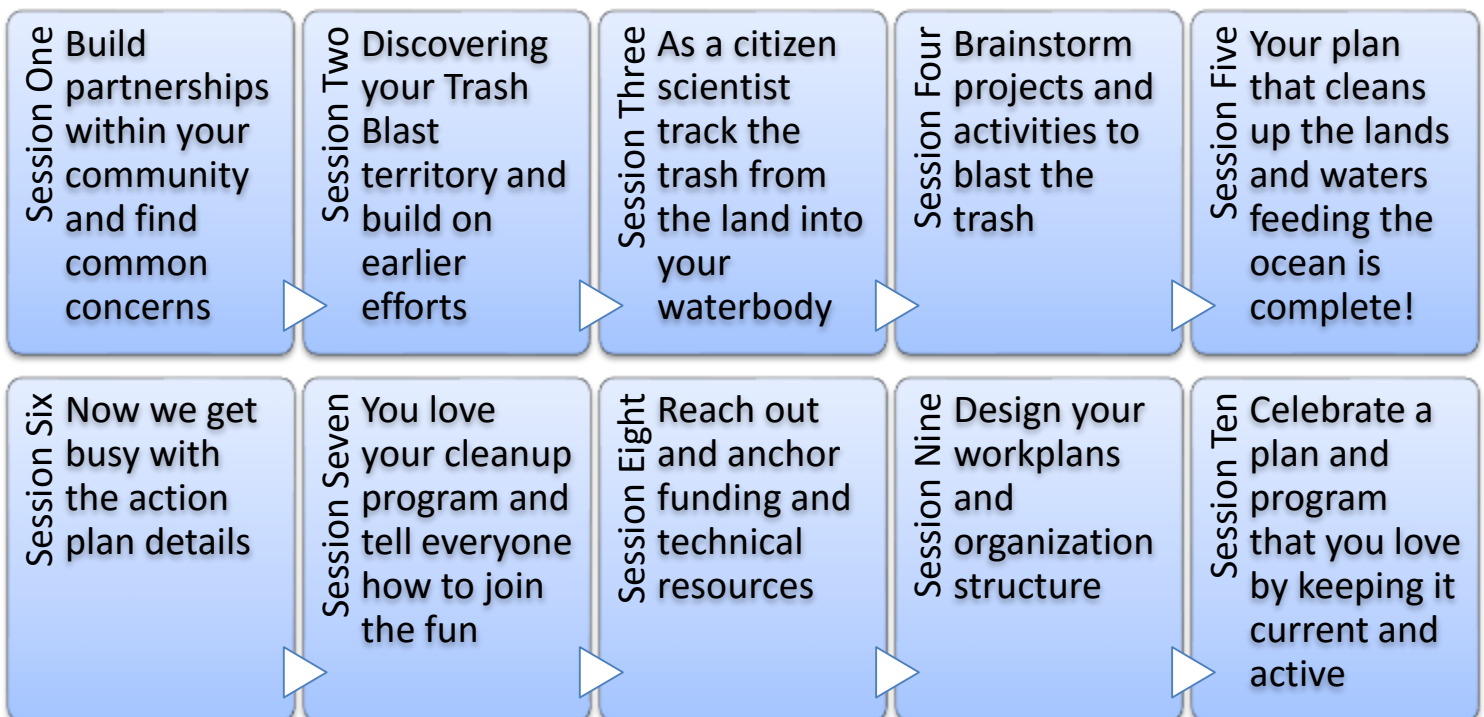 Session One
Build
partnerships
within your
community
and find
common
concerns
Session Two
Discovering
your Trash
Blast
territory and
build on
earlier
efforts
Session Three
As a citizen
scientist
track the
trash from
the land into
your
waterbody
Session Four
Brainstorm
projects and
activities to
blast the
trash
Session Five
Your plan
that cleans
up the lands
and waters
feeding the
ocean is
complete!
Session Six
Now we get
busy with
the action
plan details
Session Seven
You love
your cleanup
program and
tell everyone
how to join
the fun
Session Eight
Reach out
and anchor
funding and
technical
resources
Session Nine
Design your
workplans
and
organization
structure
Session Ten
Celebrate a
plan and
program
that you love
by keeping it
current and
active